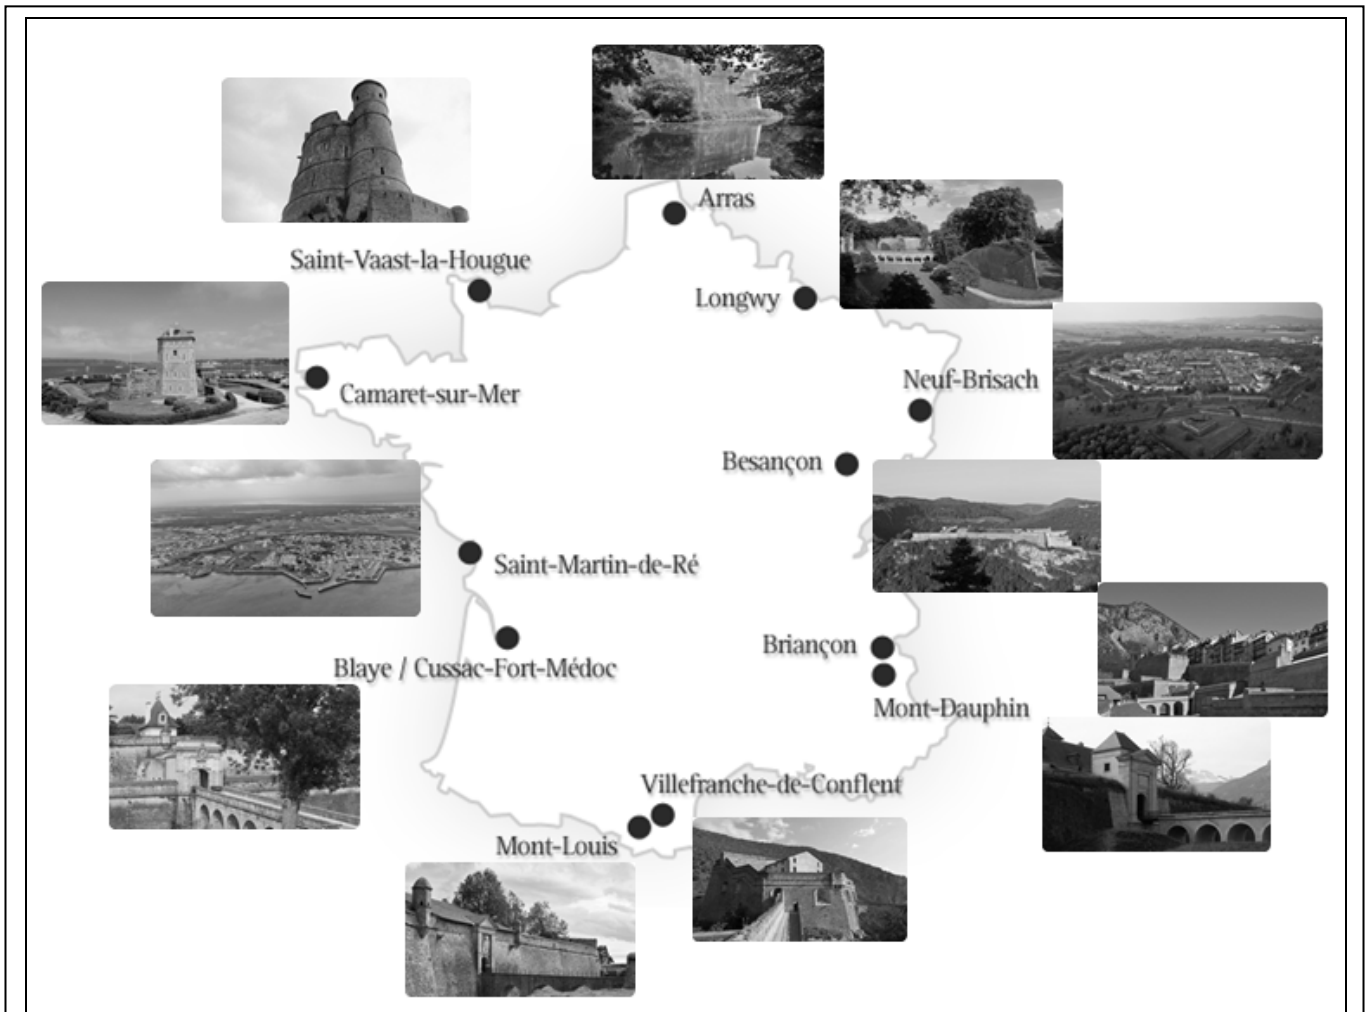 Arras
Saint-Vaast-la-Hougue
Longwy
Neuf-Brisach
Camaret-sur-Mer
Besançon
Saint-Martin-de-Ré
Briançon
Blaye / Cussac-Fort-Médoc
Mont-Dauphin
Villefranche-de-Conflent
Mont-Louis